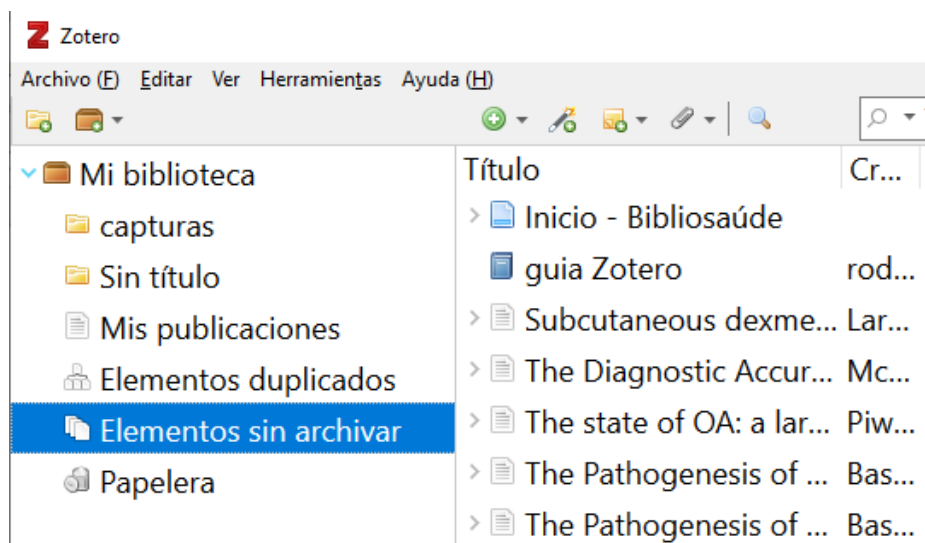 Zotero
Archivo (F) Editar Ver Herramientas Ayuda (H)
Mi biblioteca
capturas
Sin título
Mis publicaciones
Elementos duplicados
Elementos sin archivar
Papelera
Título Cr...
Inicio - Bibliosaúde
guia Zotero rod...
Subcutaneous dexme... Lar...
The Diagnostic Accur... Mc...
The state of OA: a lar... Piw...
The Pathogenesis of ... Bas...
The Pathogenesis of ... Bas...